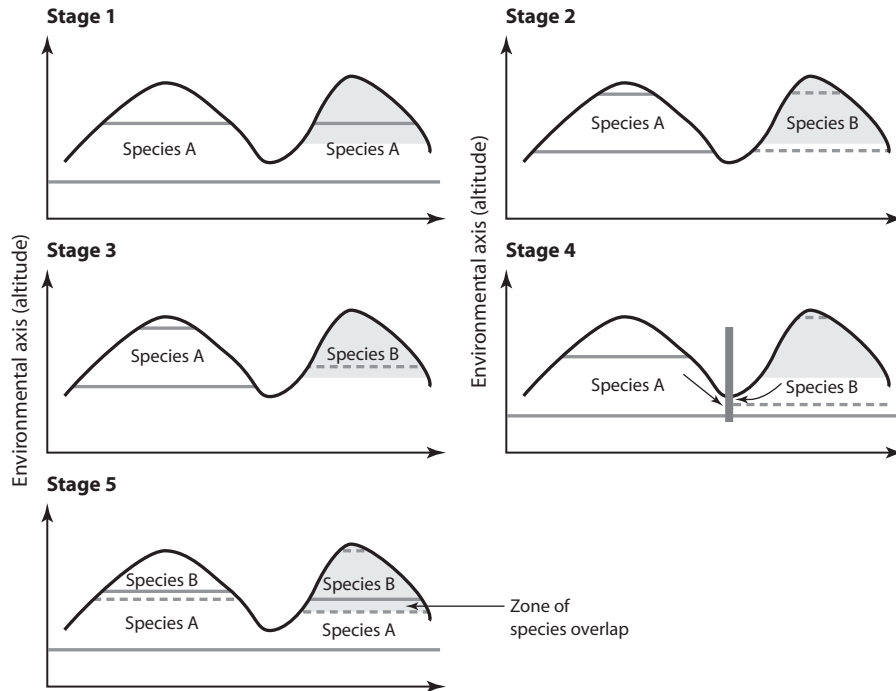 Stage 1
Species A
Species A
Stage 2
Species A
Species B
Stage 3
Species A
Species B
Stage 4
Species A
Species B
Stage 5
Species B
Species A
Species B
Species A
Zone of
species overlap
Environmental axis (altitude)
Environmental axis (altitude)